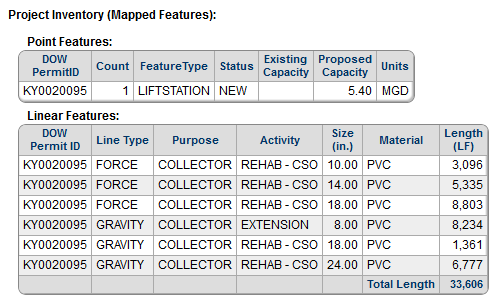 Project Inventory (Mapped Features):
Point Features:
DOW PermitID Count FeatureType Status Existing Capacity Proposed Capacity Units
KY0020095 1 LIFTSTATION NEW 5.40 MGD
Linear Features:
DOW Permit ID Line Type Purpose Activity Size (in.) Material Length (LF)
KY0020095 FORCE COLLECTOR REHAB - CSO 10.00 PVC 3,096
KY0020095 FORCE COLLECTOR REHAB - CSO 14.00 PVC 5,335
KY0020095 FORCE COLLECTOR REHAB - CSO 18.00 PVC 8,803
KY0020095 GRAVITY COLLECTOR EXTENSION 8.00 PVC 8,234
KY0020095 GRAVITY COLLECTOR REHAB - CSO 18.00 PVC 1,361
KY0020095 GRAVITY COLLECTOR REHAB - CSO 24.00 PVC 6,777
Total Length 33,606